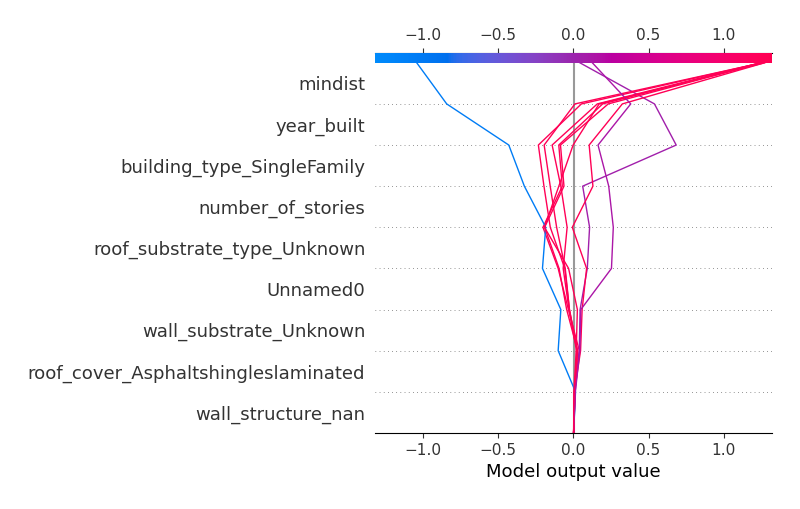 −1.0 −0.5 0.0 0.5 1.0
mindist
year_built
building_type_SingleFamily
number_of_stories
roof_substrate_type_Unknown
Unnamed0
wall_substrate_Unknown
roof_cover_Asphaltshingleslaminated
wall_structure_nan
−1.0 −0.5 0.0 0.5 1.0
Model output value